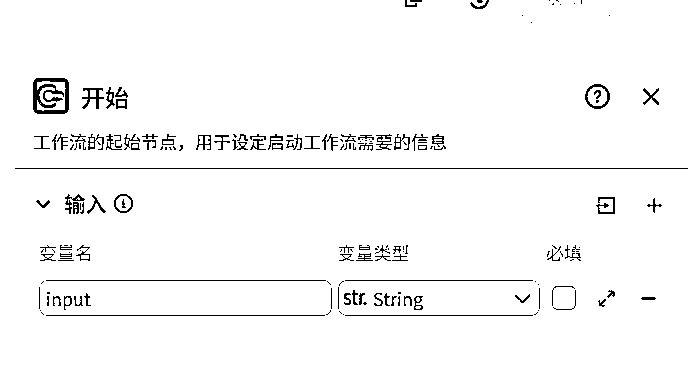 开始
工作流的起始节点，用于设定启动工作流需要的信息
输入
变量名 变量类型 必填
input str. String